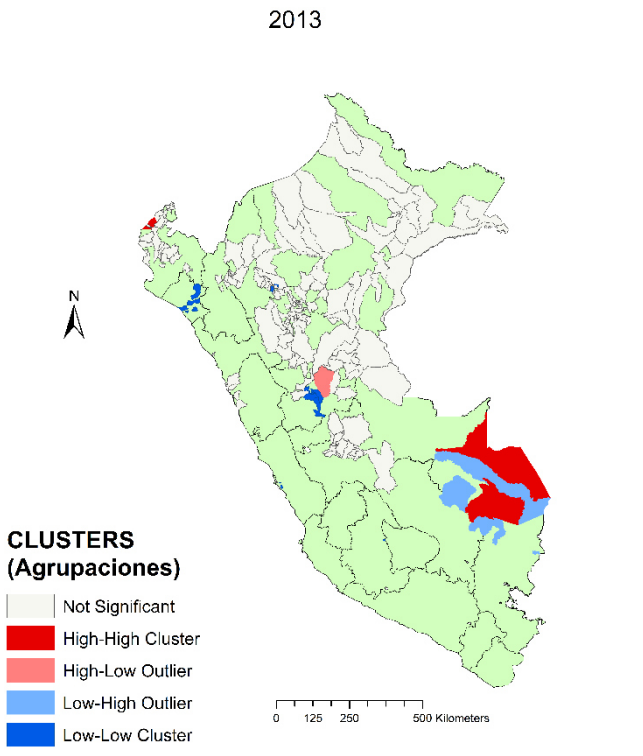 2013
N
CLUSTERS
(Agrupaciones)
Not Significant
High-High Cluster
High-Low Outlier
Low-High Outlier
Low-Low Cluster
0 125 250 500 Kilometers